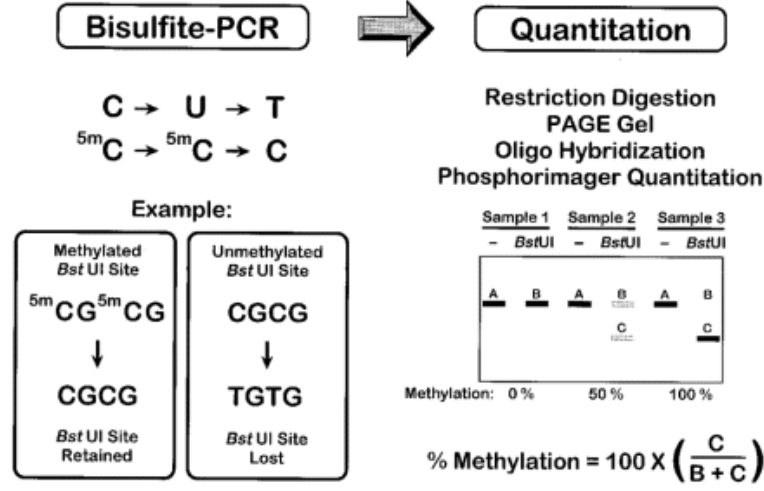 Bisulfite-PCR
C → U → T
5mC → 5mC → C
Example:
Methylated
Bst UI Site
5mCG5mCG
↓
CGCG
Bst UI Site
Retained
Unmethylated
Bst UI Site
CGCG
↓
TGTG
Bst UI Site
Lost
Quantitation
Restriction Digestion
PAGE Gel
Oligo Hybridization
Phosphorimager Quantitation
Sample 1 Sample 2 Sample 3
– BstUI – BstUI – BstUI
A B A B A B
C C
Methylation: 0 % 50 % 100 %
% Methylation = 100 X ( C / B + C )